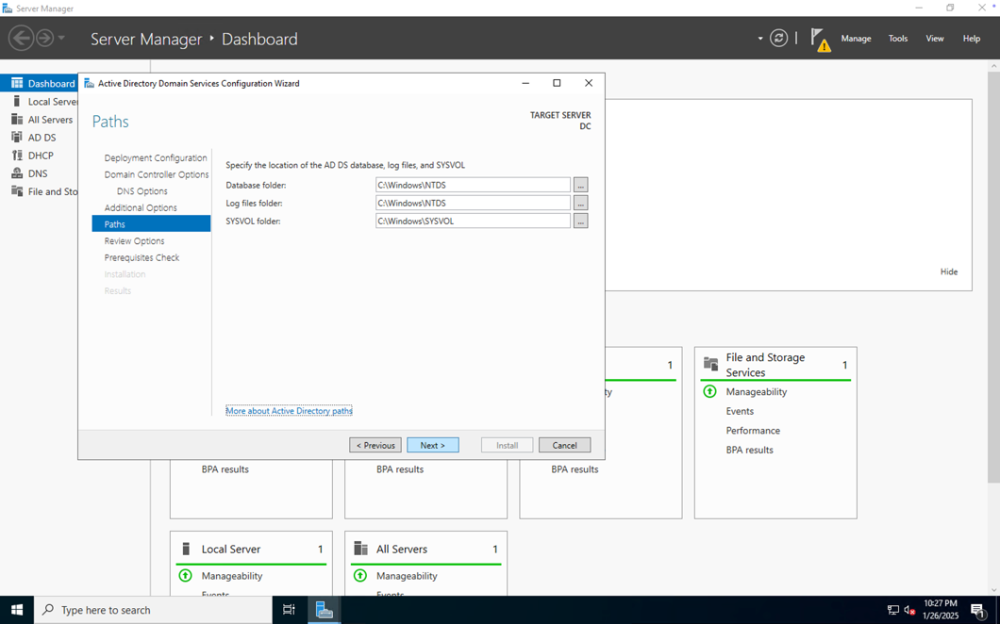 Server Manager
Server Manager
Dashboard
Manage
Tools
View
Help
Dashboard
Local Serve
All Servers
AD DS
DHCP
DNS
File and Sto
Active Directory Domain Services Configuration Wizard
Paths
TARGET SERVER
DC
Deployment Configuration
Domain Controller Options
DNS Options
Additional Options
Paths
Review Options
Prerequisites Check
Installation
Results
Specify the location of the AD DS database, log files, and SYSVOL
Database folder:
C:\Windows\NTDS
...
Log files folder:
C:\Windows\NTDS
...
SYSVOL folder:
C:\Windows\SYSVOL
...
More about Active Directory paths
< Previous
Next >
Install
Cancel
Hide
1
ty
File and Storage
Services
1
Manageability
Events
Performance
BPA results
BPA results
BPA results
BPA results
Local Server
1
Manageability
Events
All Servers
1
Manageability
Events
Type here to search
10:27 PM
1/26/2025
1